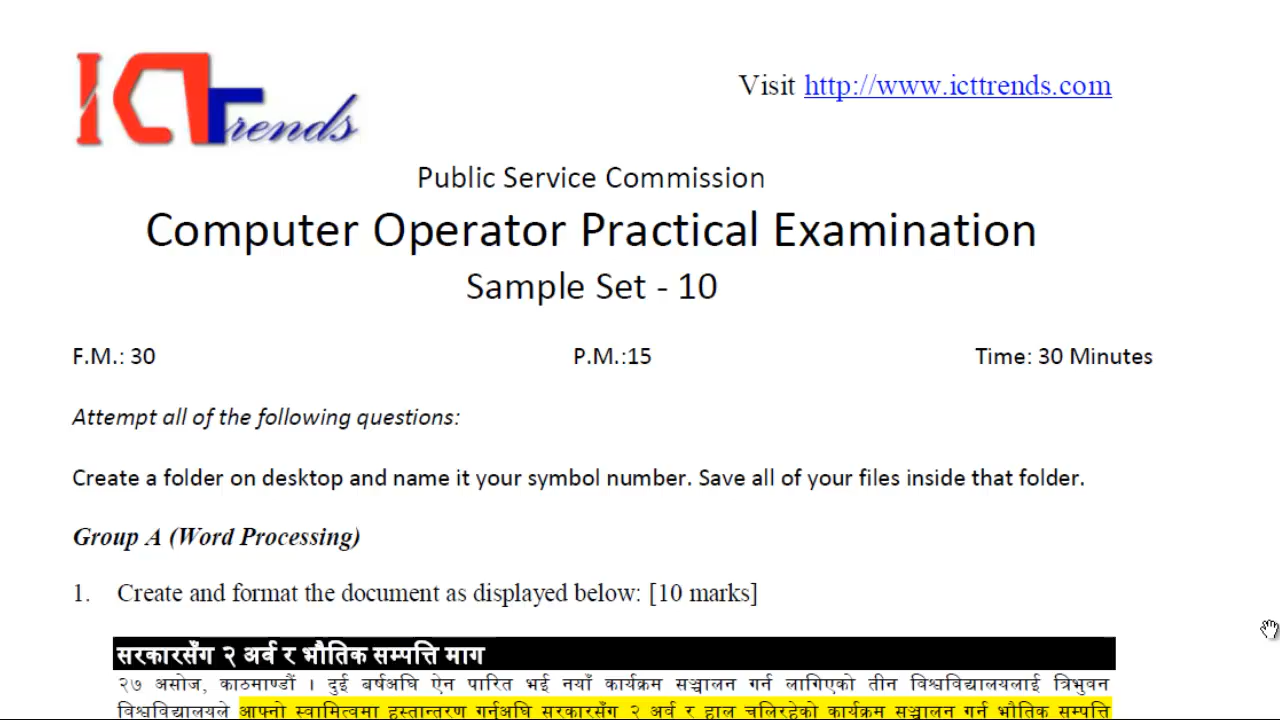 ICTrends
Visit http://www.icttrends.com
Public Service Commission
Computer Operator Practical Examination
Sample Set - 10
F.M.: 30 P.M.:15 Time: 30 Minutes
Attempt all of the following questions:
Create a folder on desktop and name it your symbol number. Save all of your files inside that folder.
Group A (Word Processing)
1. Create and format the document as displayed below: [10 marks]
सरकारसँग २ अर्ब र भौतिक सम्पत्ति माग
२७ असोज, काठमाण्डौं । दुई बर्षअघि ऐन पारित भई नयाँ कार्यक्रम सञ्चालन गर्न लागिएको तीन विश्वविद्यालयलाई त्रिभुवन
विश्वविद्यालयले आफ्नो स्वामित्वमा हस्तान्तरण गर्नुअघि सरकारसँग २ अर्ब र हाल चलिरहेको कार्यक्रम सञ्चालन गर्न भौतिक सम्पत्ति